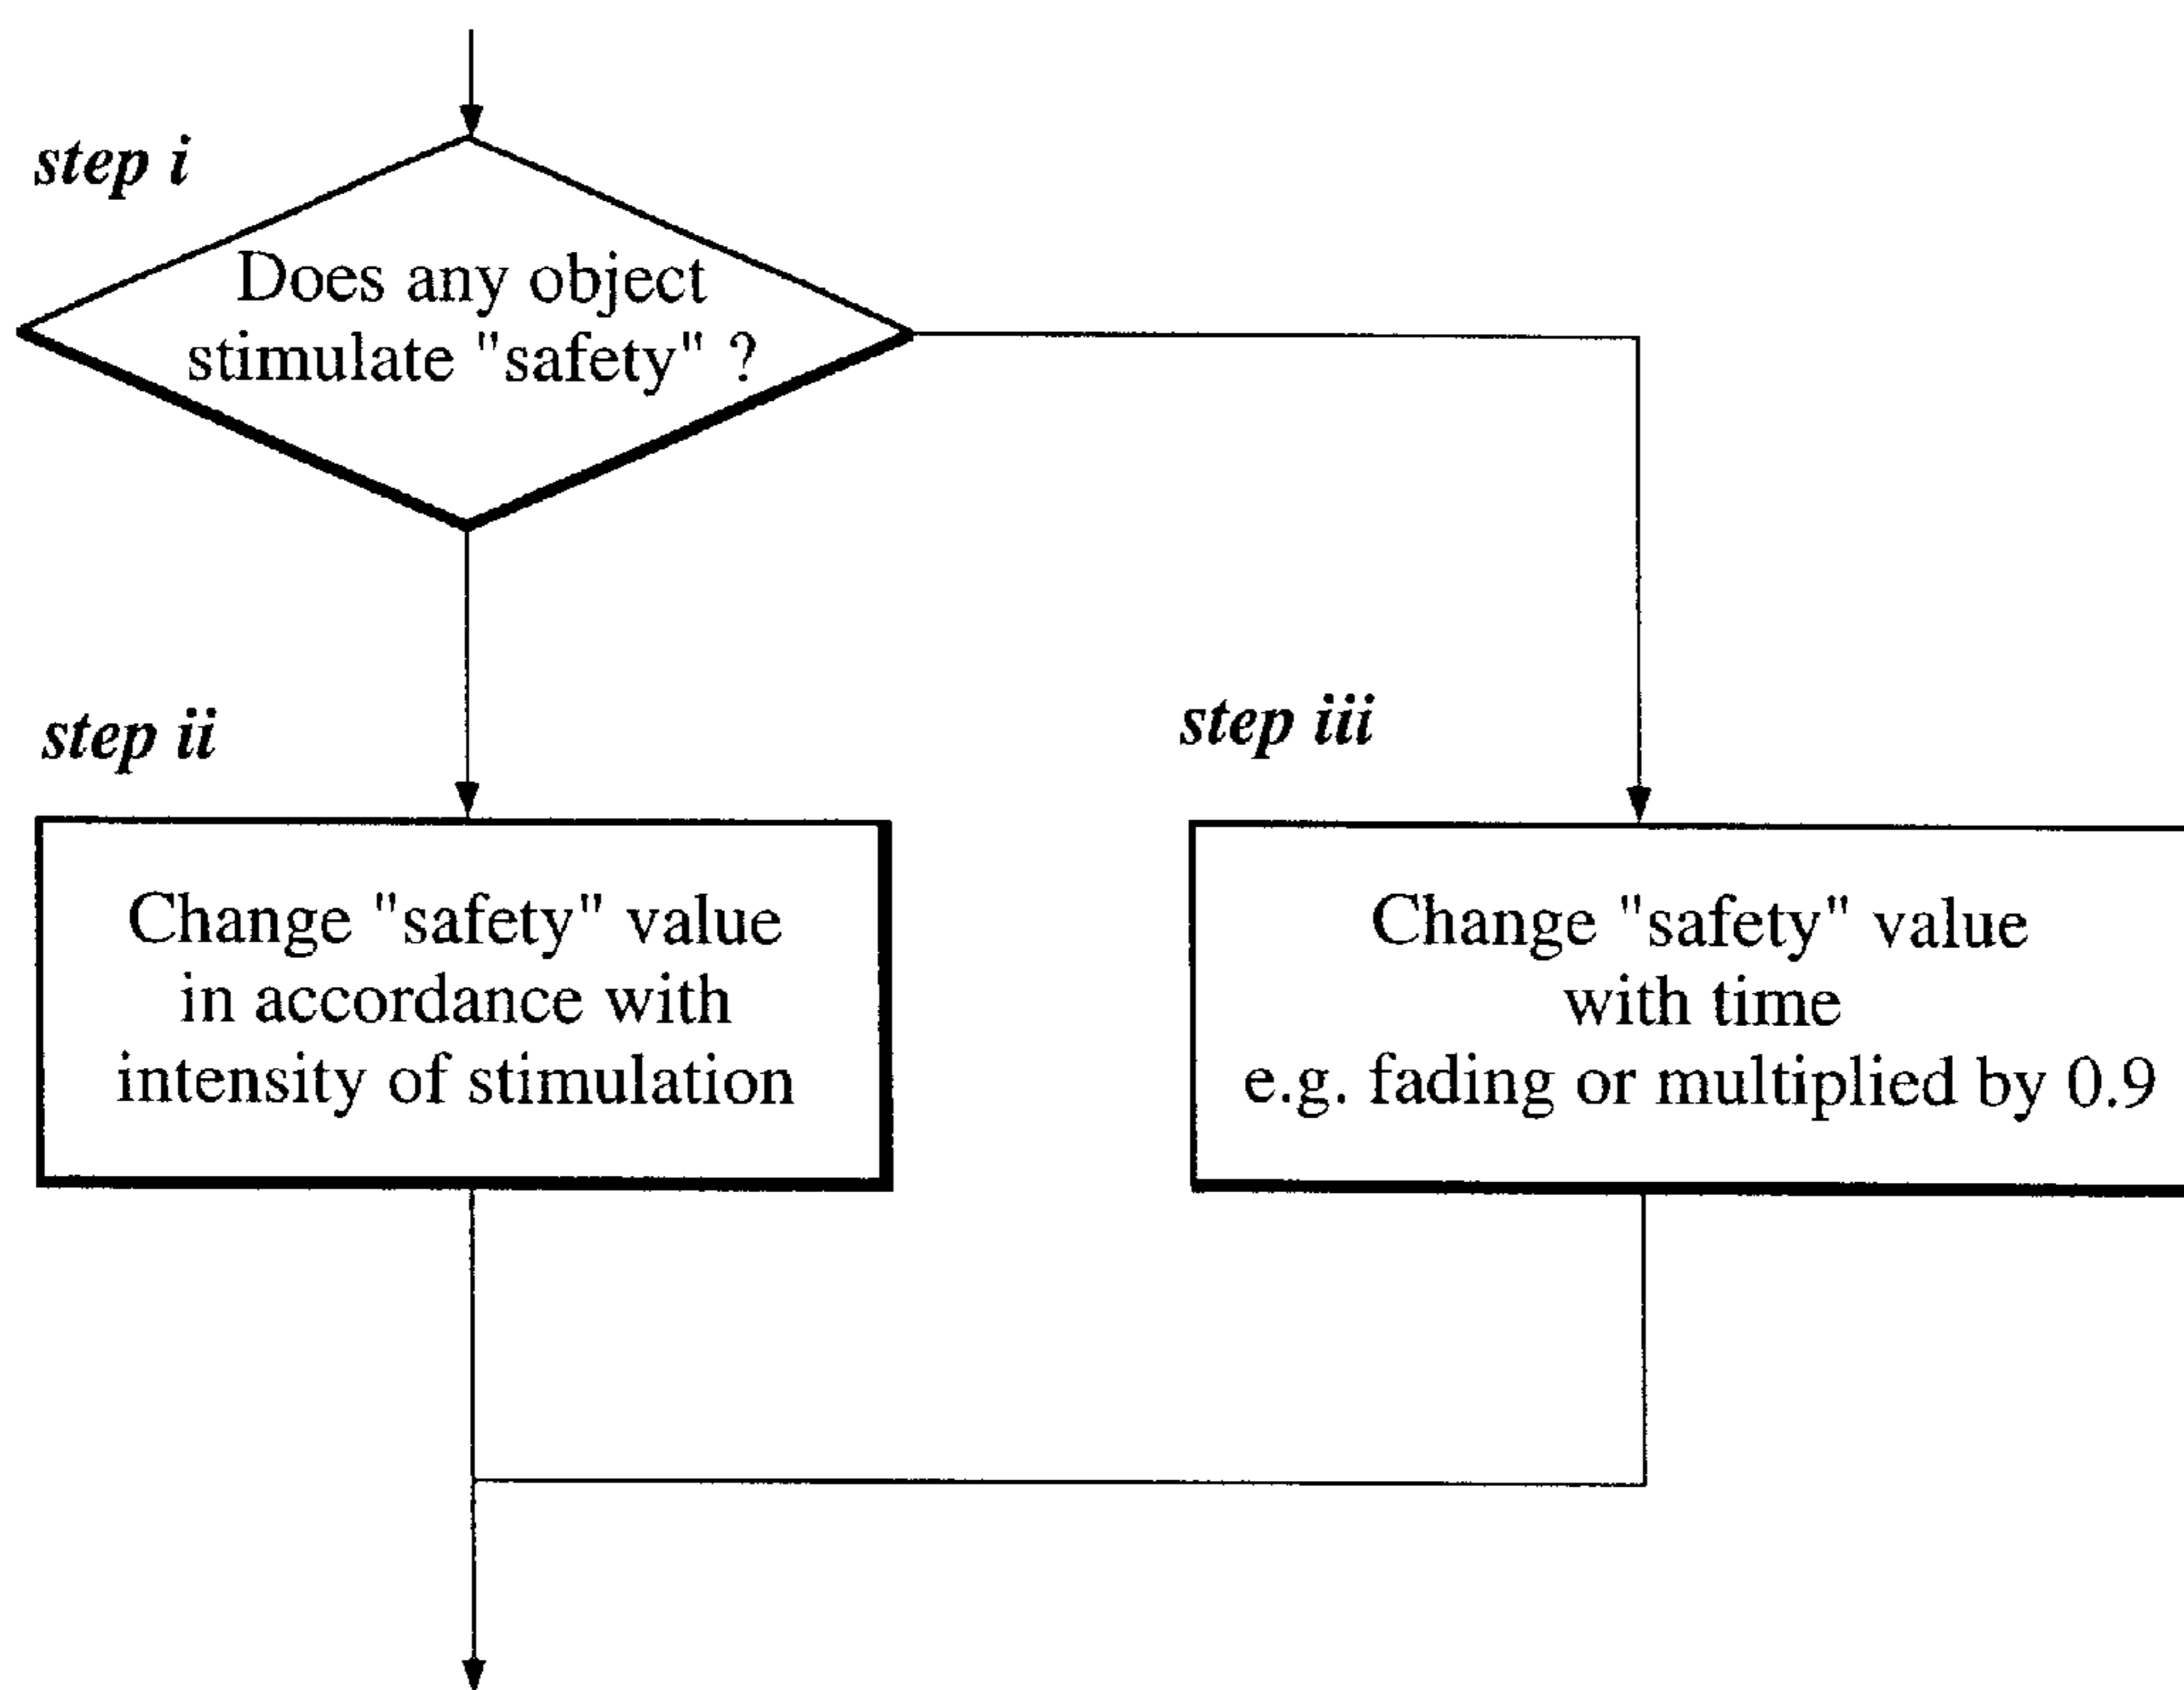 step i
Does any object
stimulate "safety" ?
step ii
Change "safety" value
in accordance with
intensity of stimulation
step iii
Change "safety" value
with time
e.g. fading or multiplied by 0.9